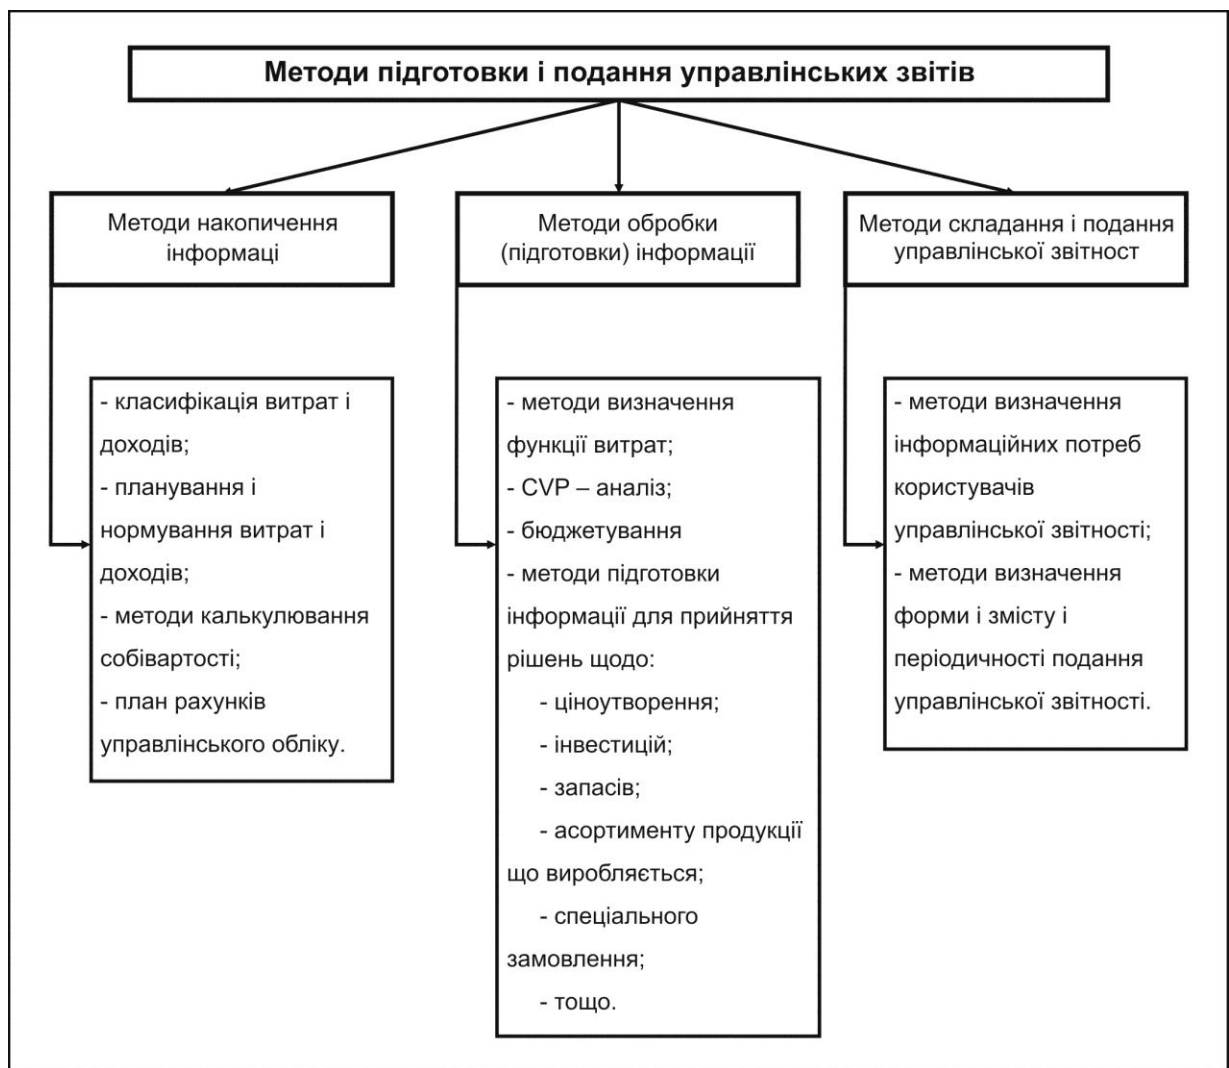 Методи підготовки і подання управлінських звітів
Методи накопичення
інформаці
Методи обробки
(підготовки) інформації
Методи складання і подання
управлінської звітност
- класифікація витрат і
доходів;
- планування і
нормування витрат і
доходів;
- методи калькулювання
собівартості;
- план рахунків
управлінського обліку.
- методи визначення
функції витрат;
- CVP – аналіз;
- бюджетування
- методи підготовки
інформації для прийняття
рішень щодо:
- ціноутворення;
- інвестицій;
- запасів;
- асортименту продукції
що виробляється;
- спеціального
замовлення;
- тощо.
- методи визначення
інформаційних потреб
користувачів
управлінської звітності;
- методи визначення
форми і змісту і
періодичності подання
управлінської звітності.